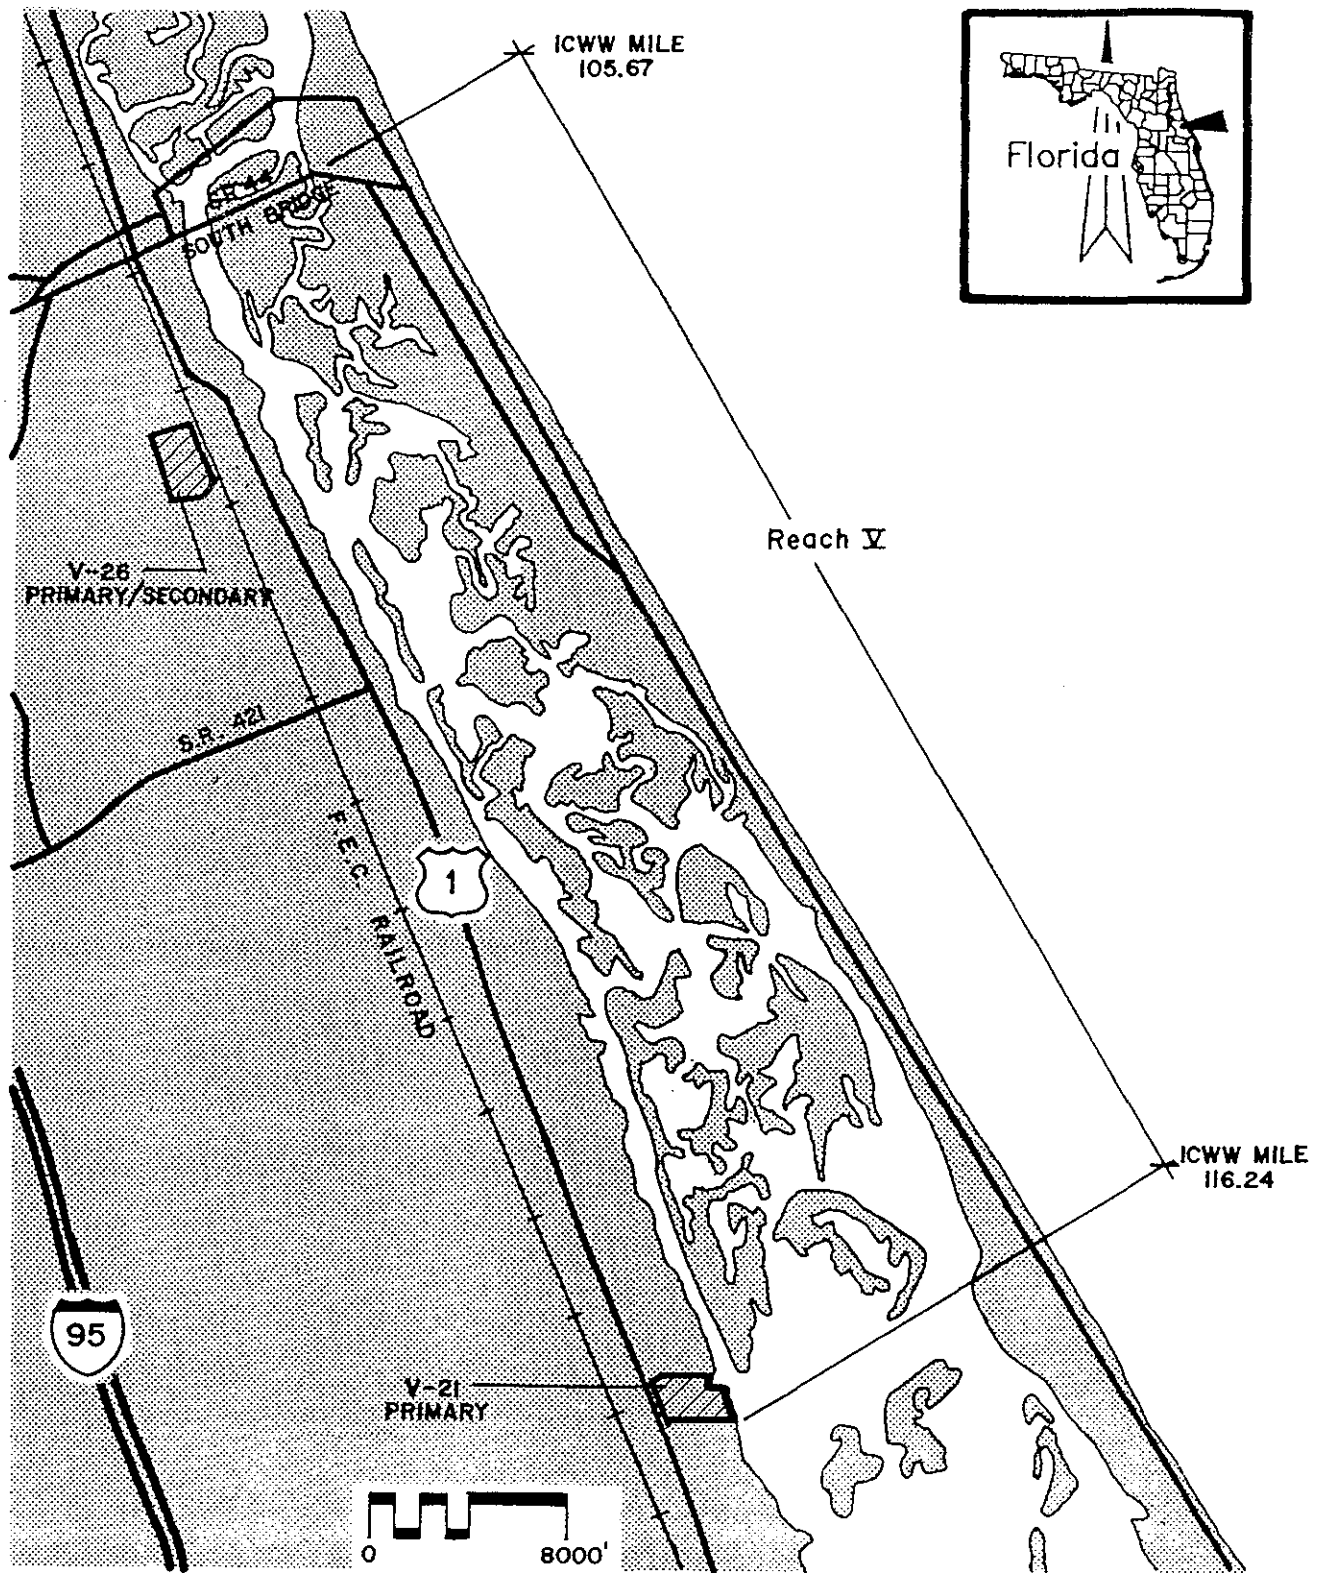 ICWW MILE
105.67
Florida
S.R. 44
SOUTH BRIDGE
Reach V
V-26
PRIMARY/SECONDARY
S.R. 421
F.E.C. RAILROAD
1
ICWW MILE
116.24
95
V-21
PRIMARY
0 8000'